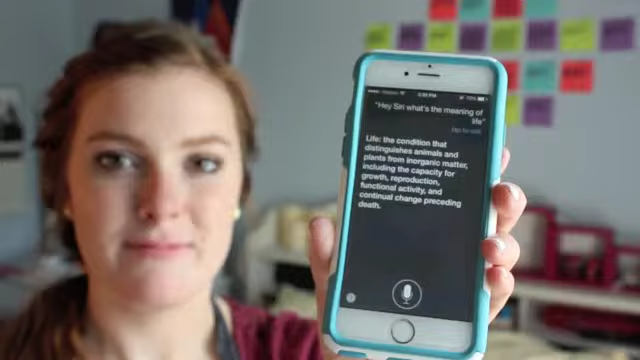 "Hey Siri what's the meaning of
life"
Life: the condition that
distinguishes animals and
plants from inorganic matter,
including the capacity for
growth, reproduction,
functional activity, and
continual change preceding
death.